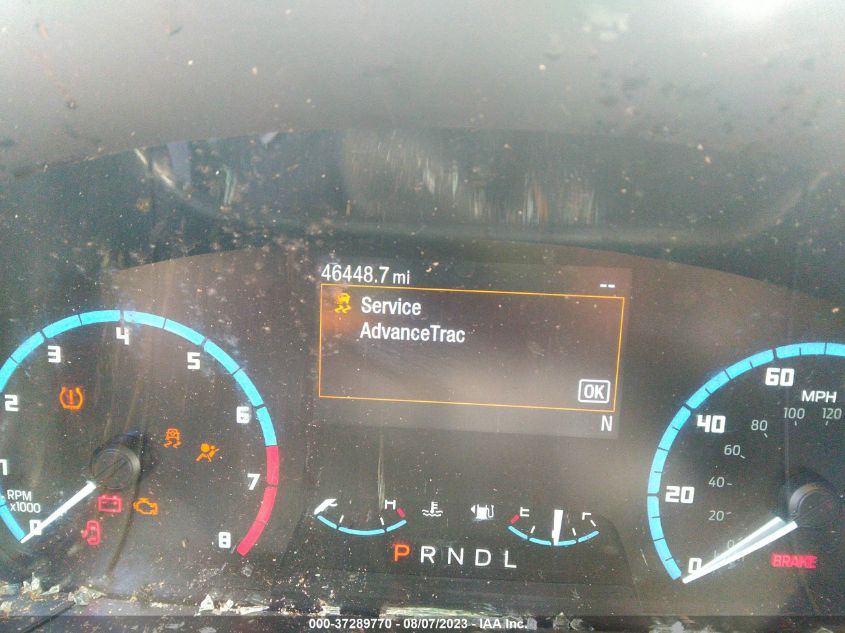 46448.7 mi
--
Service
AdvanceTrac
OK
N
1
2
3
4
5
6
7
8
0
RPM
x1000
H
E
F
P R N D L
0
20
40
60
MPH
20
40
60
80
100
120
BRAKE
000-37289770 - 08/07/2023 - IAA Inc.